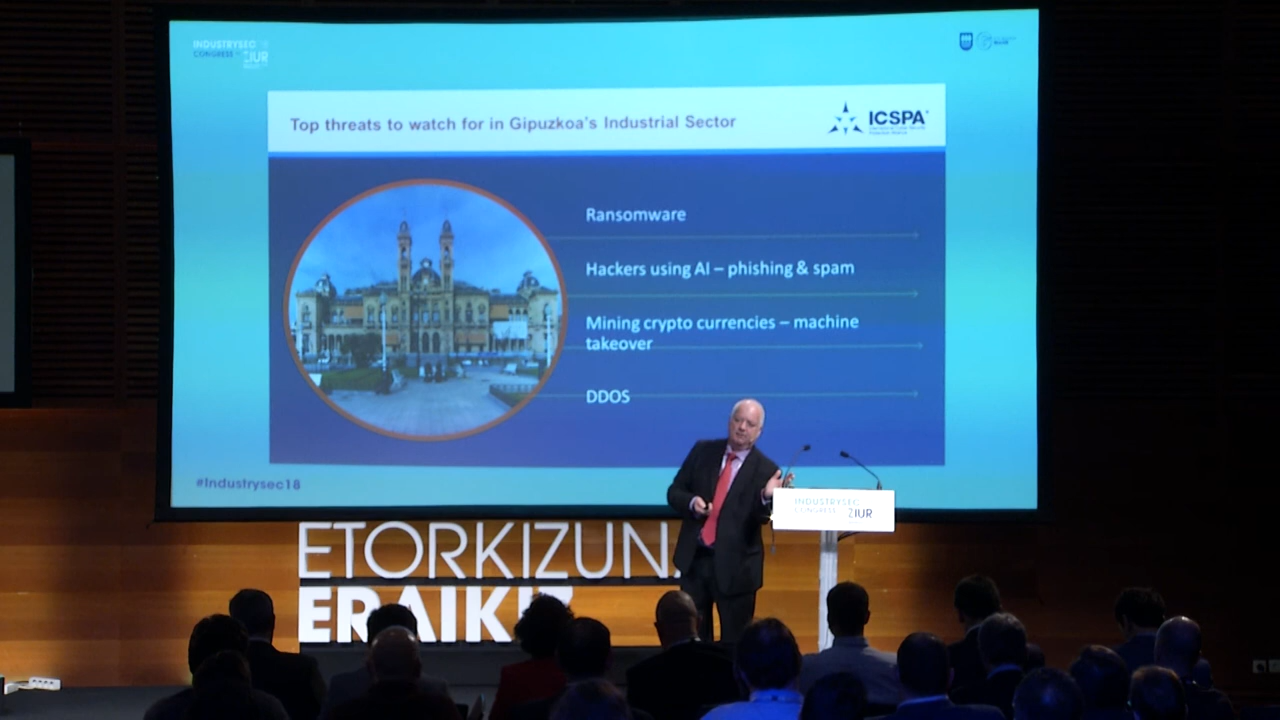 INDUSTRYSEC
CONGRESS
ZIUR
Top threats to watch for in Gipuzkoa's Industrial Sector
ICSPA
Ransomware
Hackers using AI – phishing & spam
Mining crypto currencies – machine
takeover
DDOS
#Industrysec18
INDUSTRYSEC
CONGRESS
ZIUR
ETORKIZUNA
ERAIKIZ